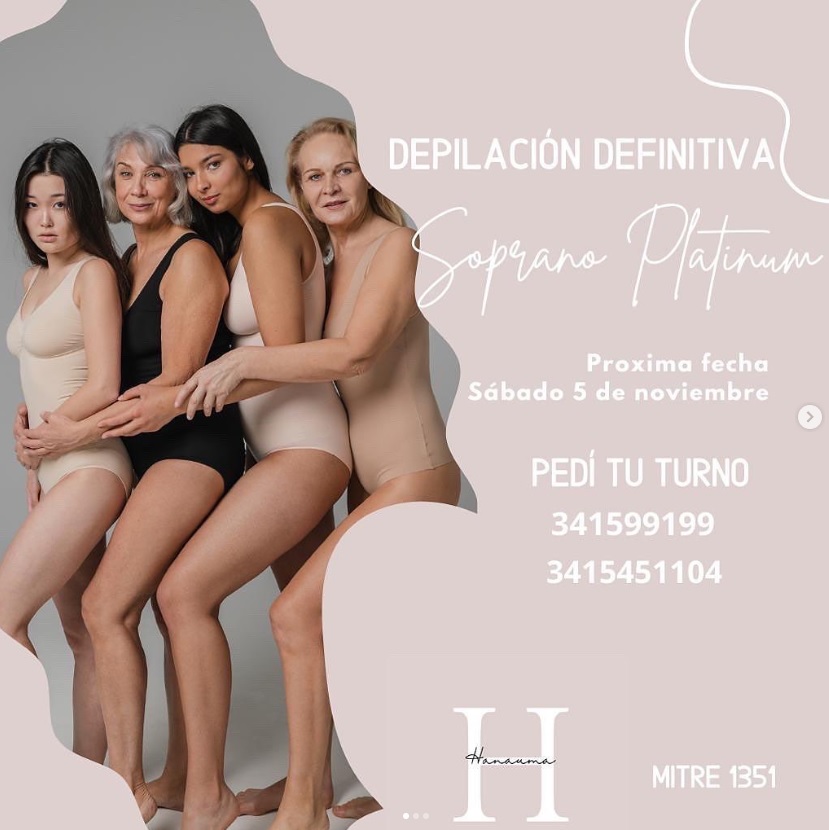 DEPILACIÓN DEFINITIVA
Soprano Platinum
Proxima fecha
Sábado 5 de noviembre
PEDÍ TU TURNO
341599199
3415451104
H
Hanauma
MITRE 1351